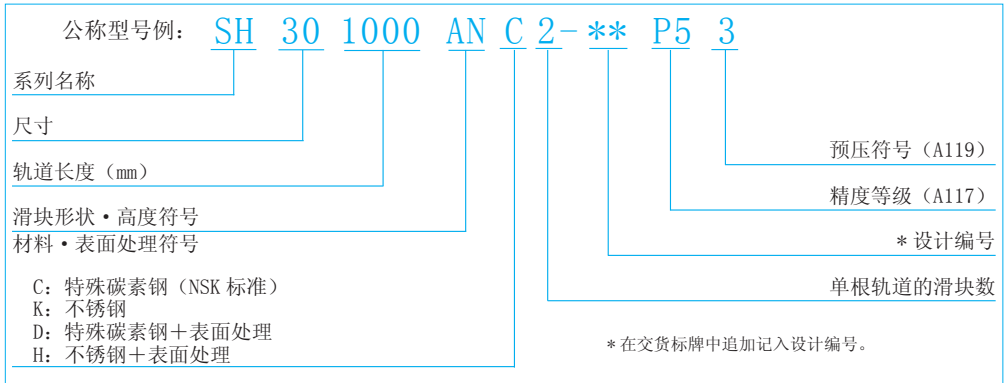 公称型号例： SH 30 1000 AN C 2-** P5 3
系列名称
尺寸
轨道长度（mm）
滑块形状・高度符号
材料・表面处理符号
C：特殊碳素钢（NSK 标准）
K：不锈钢
D：特殊碳素钢＋表面处理
H：不锈钢＋表面处理
预压符号（A119）
精度等级（A117）
*设计编号
单根轨道的滑块数
*在交货标牌中追加记入设计编号。